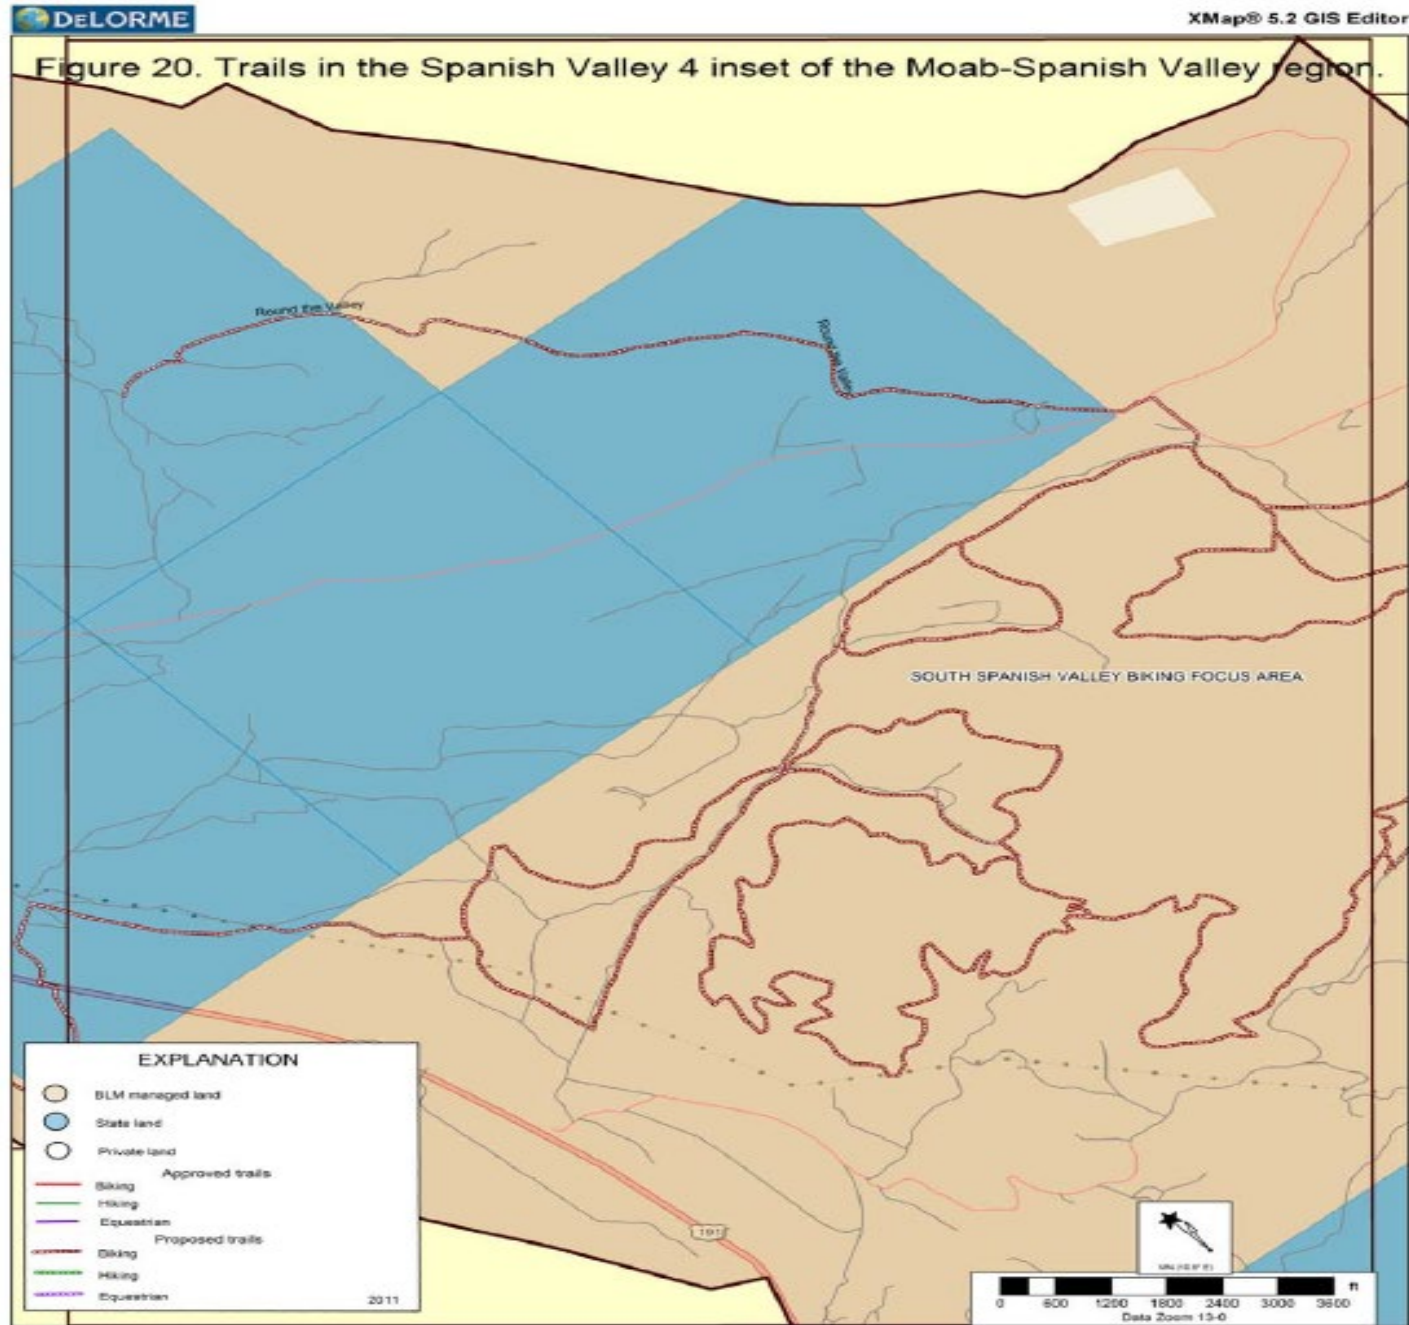 DELORME
XMap® 5.2 GIS Editor
Figure 20. Trails in the Spanish Valley 4 inset of the Moab-Spanish Valley region.
Round the Valley
Round the Valley
SOUTH SPANISH VALLEY BIKING FOCUS AREA
EXPLANATION
BLM managed land
State land
Private land
Approved trails
Biking
Hiking
Equestrian
Proposed trails
Biking
Hiking
Equestrian
2011
191
ft
0 600 1200 1800 2400 3000 3600
Data Zoom 13-0